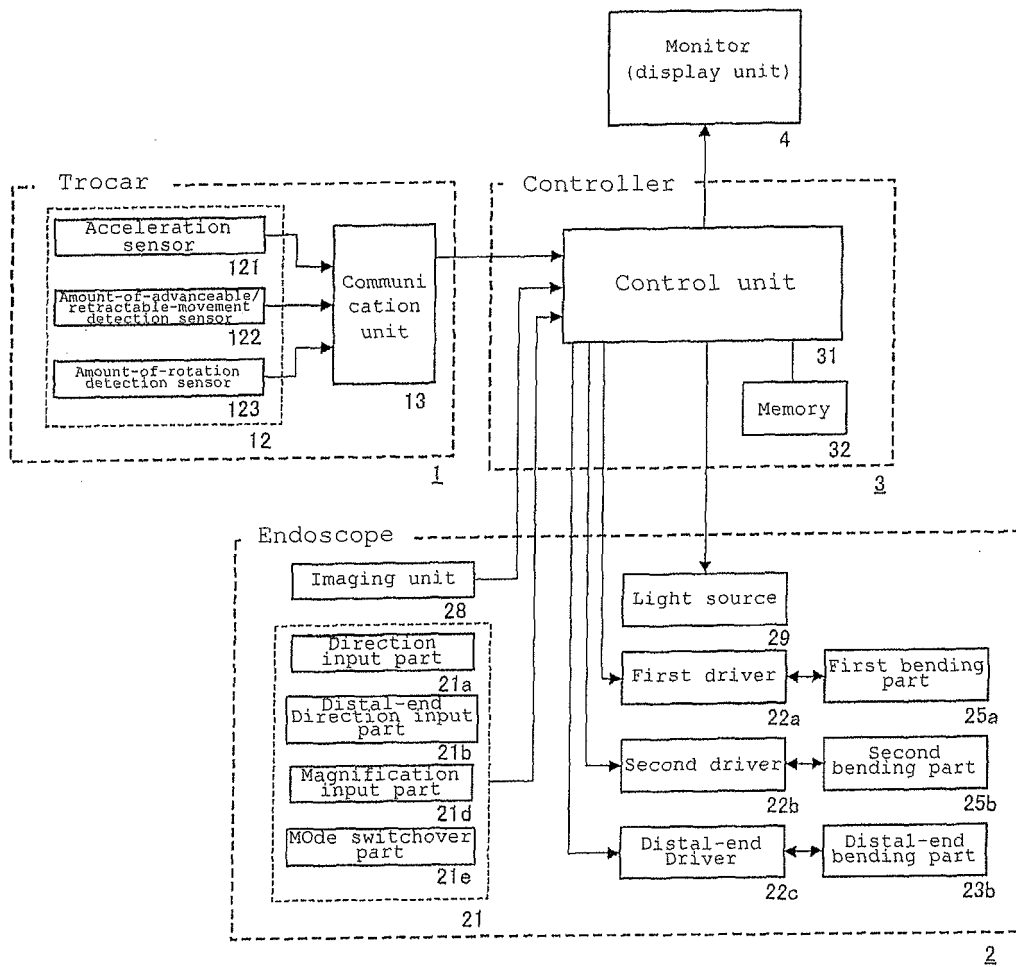 Monitor
(display unit)
4
Trocar
Acceleration
sensor
121
Amount-of-advanceable/
retractable-movement
detection sensor
122
Amount-of-rotation
detection sensor
123
12
Communi
cation
unit
13
1
Controller
Control unit
31
Memory
32
3
Endoscope
Imaging unit
28
Direction
input part
21a
Distal-end
Direction input
part
21b
Magnification
input part
21d
MOde switchover
part
21e
21
Light source
29
First driver
22a
First bending
part
25a
Second driver
22b
Second
bending part
25b
Distal-end
Driver
22c
Distal-end
bending part
23b
2